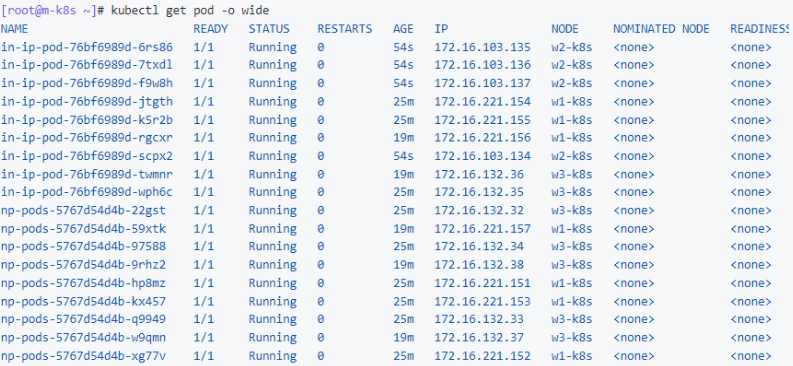 [root@m-k8s ~]# kubectl get pod -o wide
NAME READY STATUS RESTARTS AGE IP NODE NOMINATED NODE READINESS
in-ip-pod-76bf6989d-6rs86 1/1 Running 0 54s 172.16.103.135 w2-k8s <none> <none>
in-ip-pod-76bf6989d-7txdl 1/1 Running 0 54s 172.16.103.136 w2-k8s <none> <none>
in-ip-pod-76bf6989d-f9w8h 1/1 Running 0 54s 172.16.103.137 w2-k8s <none> <none>
in-ip-pod-76bf6989d-jtgth 1/1 Running 0 25m 172.16.221.154 w1-k8s <none> <none>
in-ip-pod-76bf6989d-k5r2b 1/1 Running 0 25m 172.16.221.155 w1-k8s <none> <none>
in-ip-pod-76bf6989d-rgcxr 1/1 Running 0 19m 172.16.221.156 w1-k8s <none> <none>
in-ip-pod-76bf6989d-scpx2 1/1 Running 0 54s 172.16.103.134 w2-k8s <none> <none>
in-ip-pod-76bf6989d-twmnr 1/1 Running 0 19m 172.16.132.36 w3-k8s <none> <none>
in-ip-pod-76bf6989d-wph6c 1/1 Running 0 25m 172.16.132.35 w3-k8s <none> <none>
np-pods-5767d54d4b-22gst 1/1 Running 0 25m 172.16.132.32 w3-k8s <none> <none>
np-pods-5767d54d4b-59xtk 1/1 Running 0 19m 172.16.221.157 w1-k8s <none> <none>
np-pods-5767d54d4b-97588 1/1 Running 0 25m 172.16.132.34 w3-k8s <none> <none>
np-pods-5767d54d4b-9rhz2 1/1 Running 0 19m 172.16.132.38 w3-k8s <none> <none>
np-pods-5767d54d4b-hp8mz 1/1 Running 0 25m 172.16.221.151 w1-k8s <none> <none>
np-pods-5767d54d4b-kx457 1/1 Running 0 25m 172.16.221.153 w1-k8s <none> <none>
np-pods-5767d54d4b-q9949 1/1 Running 0 25m 172.16.132.33 w3-k8s <none> <none>
np-pods-5767d54d4b-w9qmn 1/1 Running 0 19m 172.16.132.37 w3-k8s <none> <none>
np-pods-5767d54d4b-xg77v 1/1 Running 0 25m 172.16.221.152 w1-k8s <none> <none>